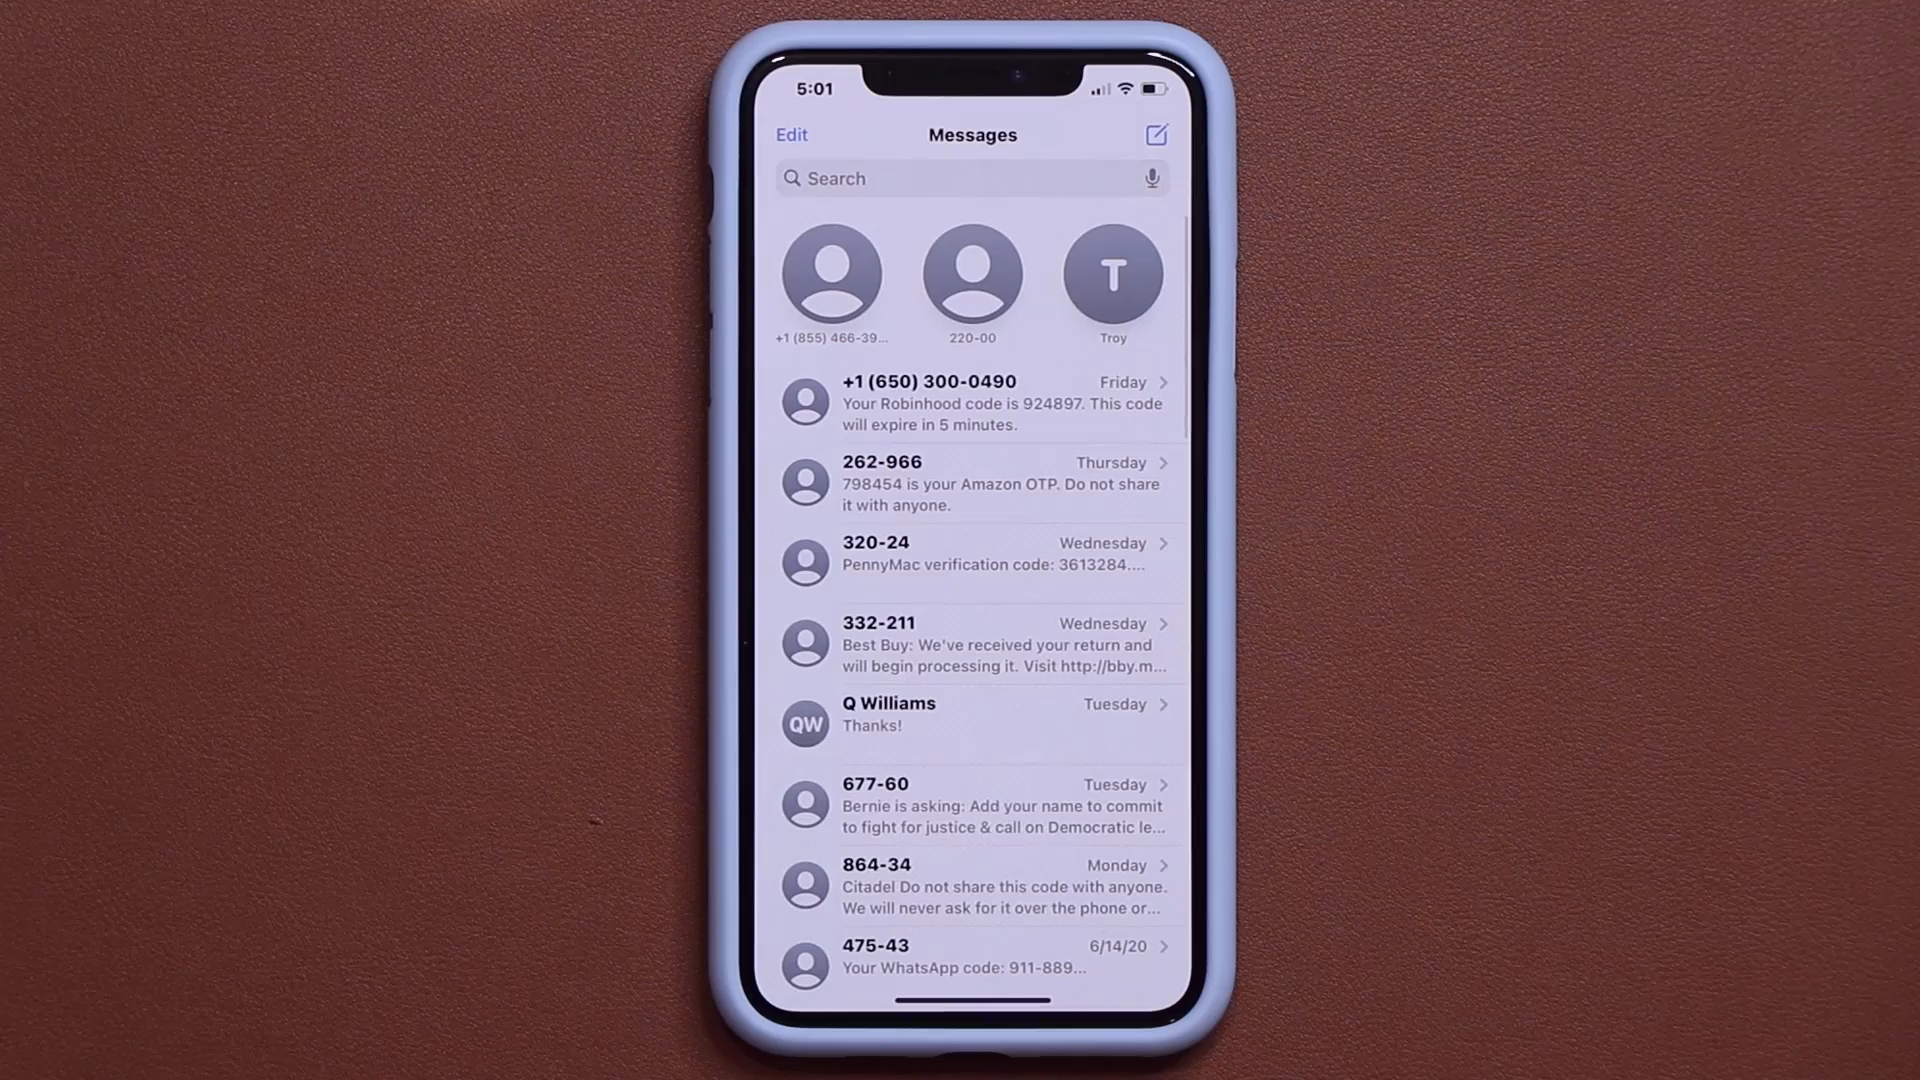 5:01
Edit
Messages
Search
T
+1 (855) 466-39...
220-00
Troy
+1 (650) 300-0490
Friday
Your Robinhood code is 924897. This code
will expire in 5 minutes.
262-966
Thursday
798454 is your Amazon OTP. Do not share
it with anyone.
320-24
Wednesday
PennyMac verification code: 3613284....
332-211
Wednesday
Best Buy: We've received your return and
will begin processing it. Visit http://bby.m...
QW
Q Williams
Tuesday
Thanks!
677-60
Tuesday
Bernie is asking: Add your name to commit
to fight for justice & call on Democratic le...
864-34
Monday
Citadel Do not share this code with anyone.
We will never ask for it over the phone or...
475-43
6/14/20
Your WhatsApp code: 911-889...